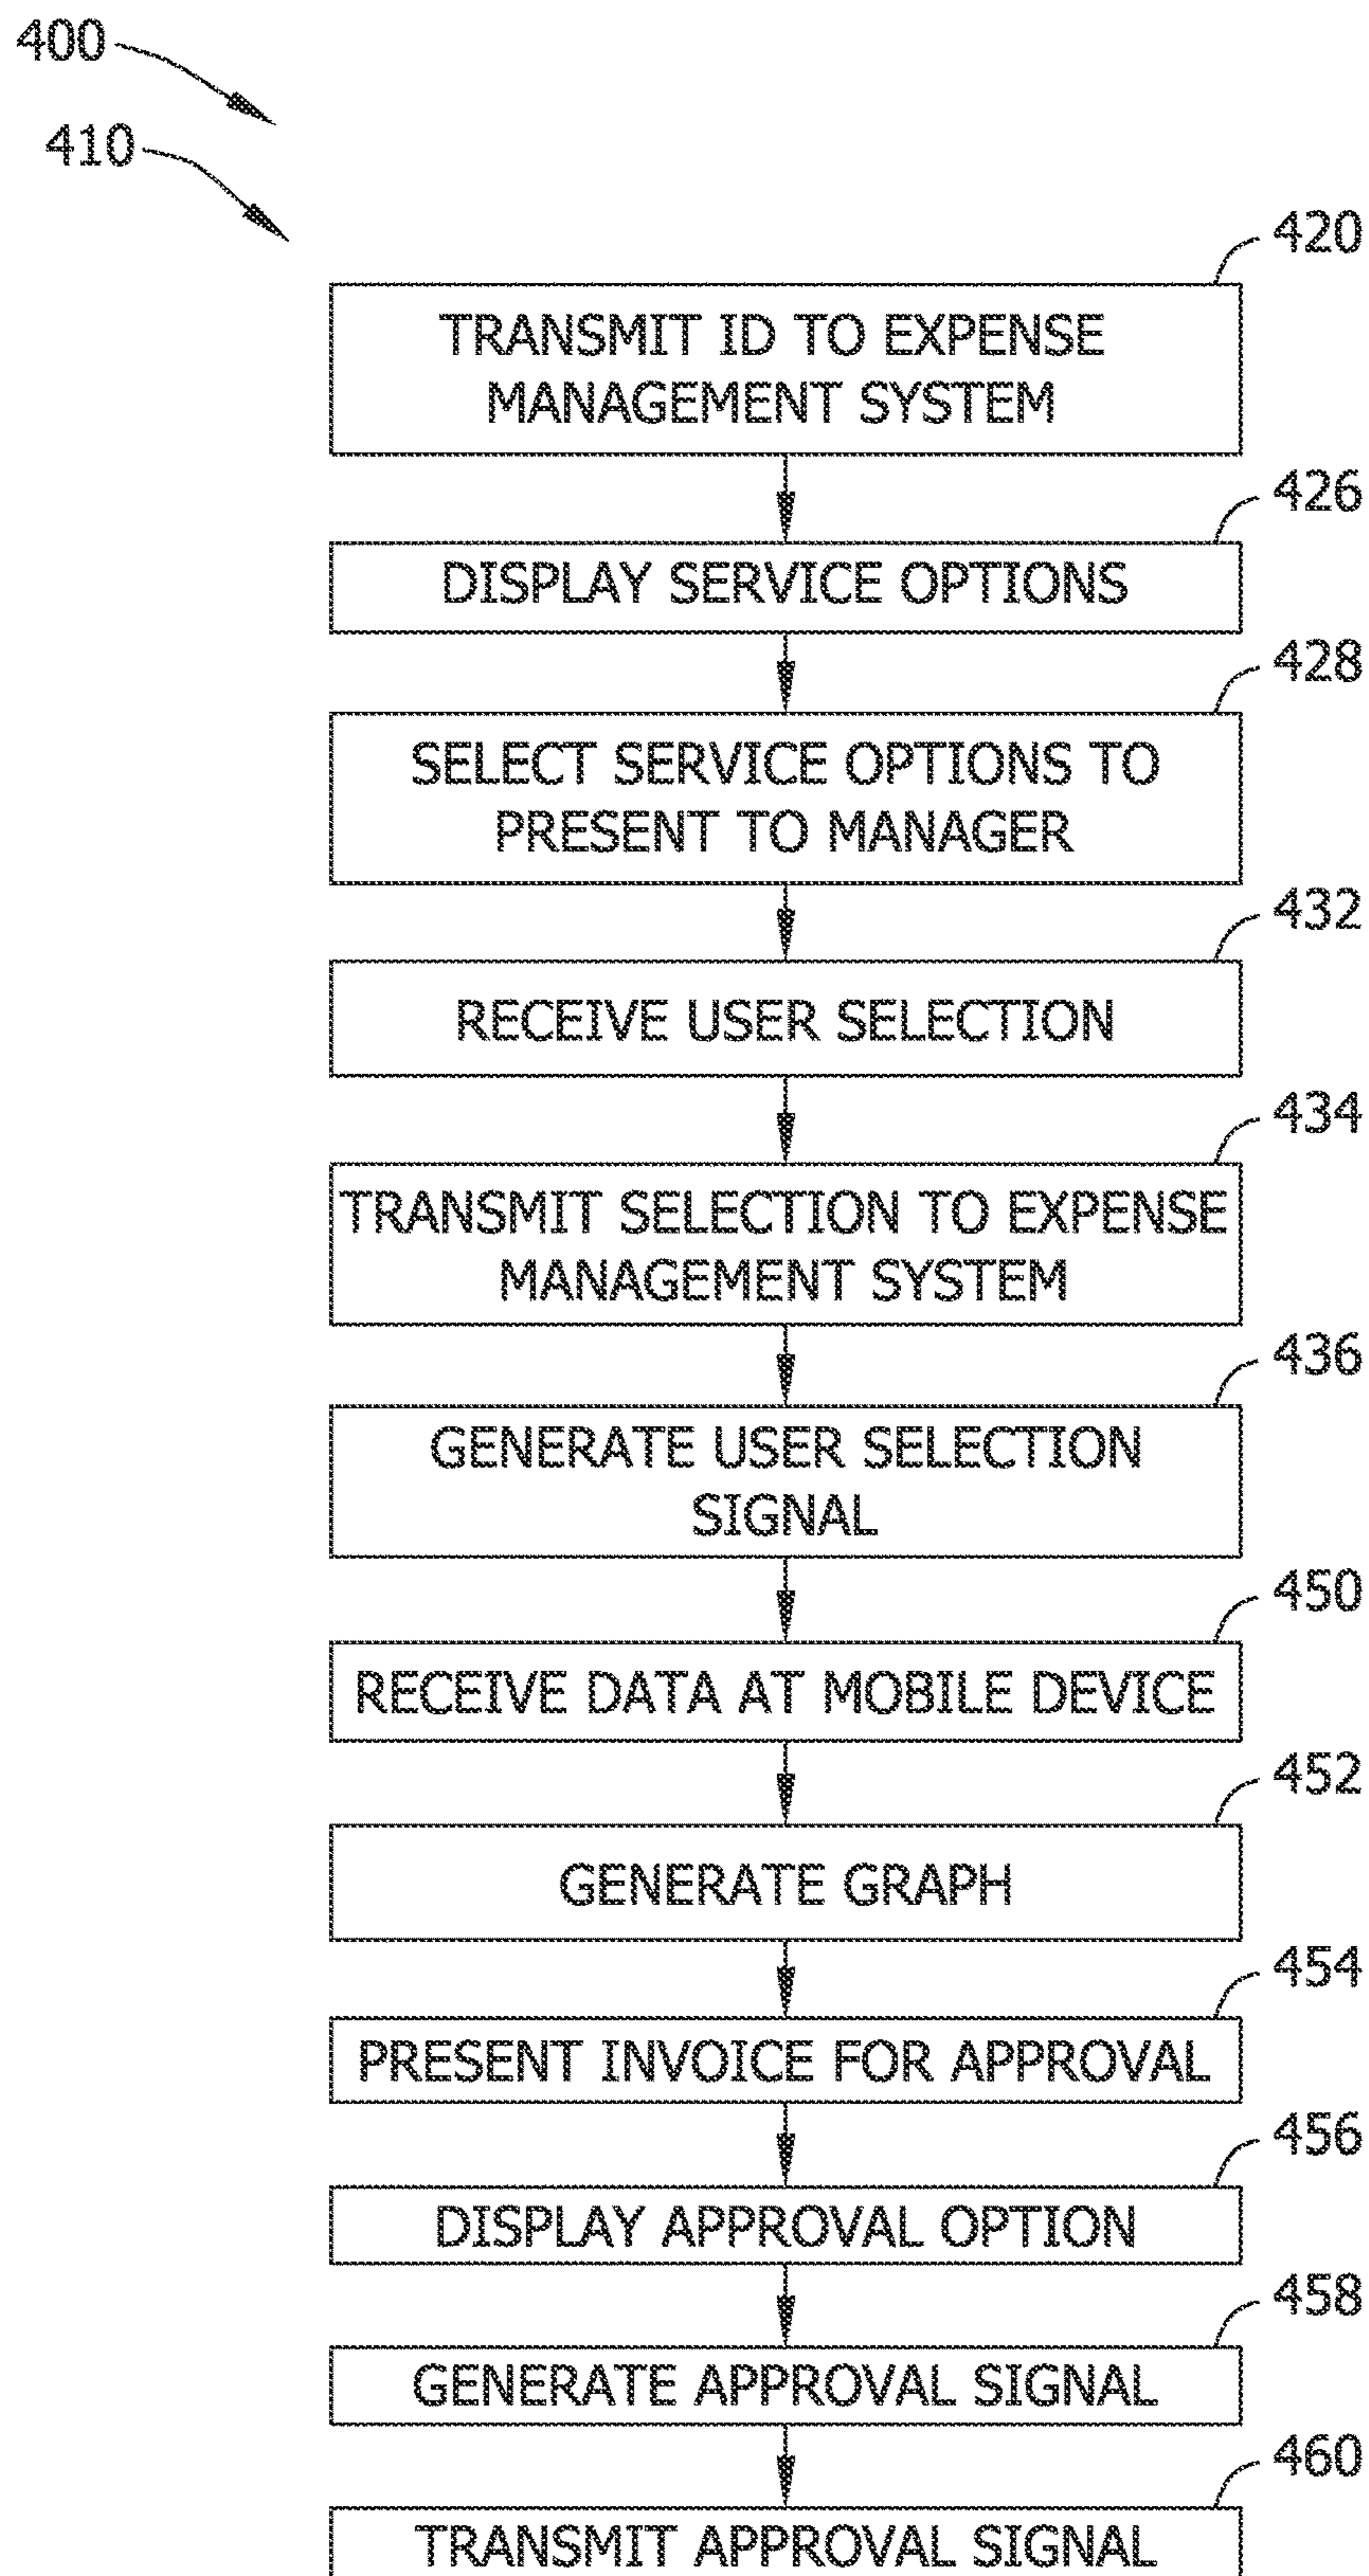 400
410
420
TRANSMIT ID TO EXPENSE
MANAGEMENT SYSTEM
426
DISPLAY SERVICE OPTIONS
428
SELECT SERVICE OPTIONS TO
PRESENT TO MANAGER
432
RECEIVE USER SELECTION
434
TRANSMIT SELECTION TO EXPENSE
MANAGEMENT SYSTEM
436
GENERATE USER SELECTION
SIGNAL
450
RECEIVE DATA AT MOBILE DEVICE
452
GENERATE GRAPH
454
PRESENT INVOICE FOR APPROVAL
456
DISPLAY APPROVAL OPTION
458
GENERATE APPROVAL SIGNAL
460
TRANSMIT APPROVAL SIGNAL